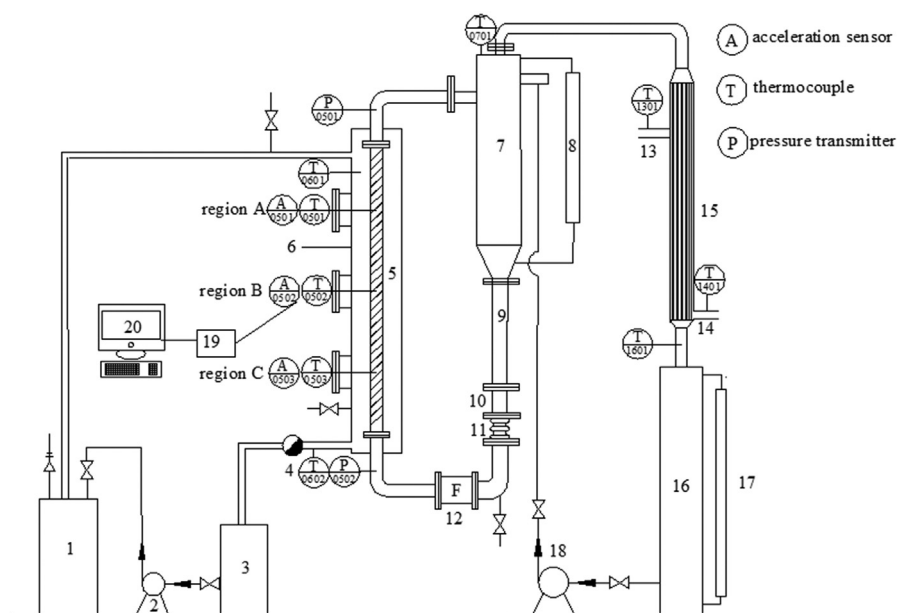 T
0701
A acceleration sensor
T thermocouple
P pressure transmitter
P
0501
T
1301
13
7
8
T
0601
region A
A
0501
T
0501
15
6
5
region B
A
0502
T
0502
T
1401
14
9
20
19
T
1601
region C
A
0503
T
0503
10
11
4
T
0602
P
0502
F
12
16
17
1
3
2
18